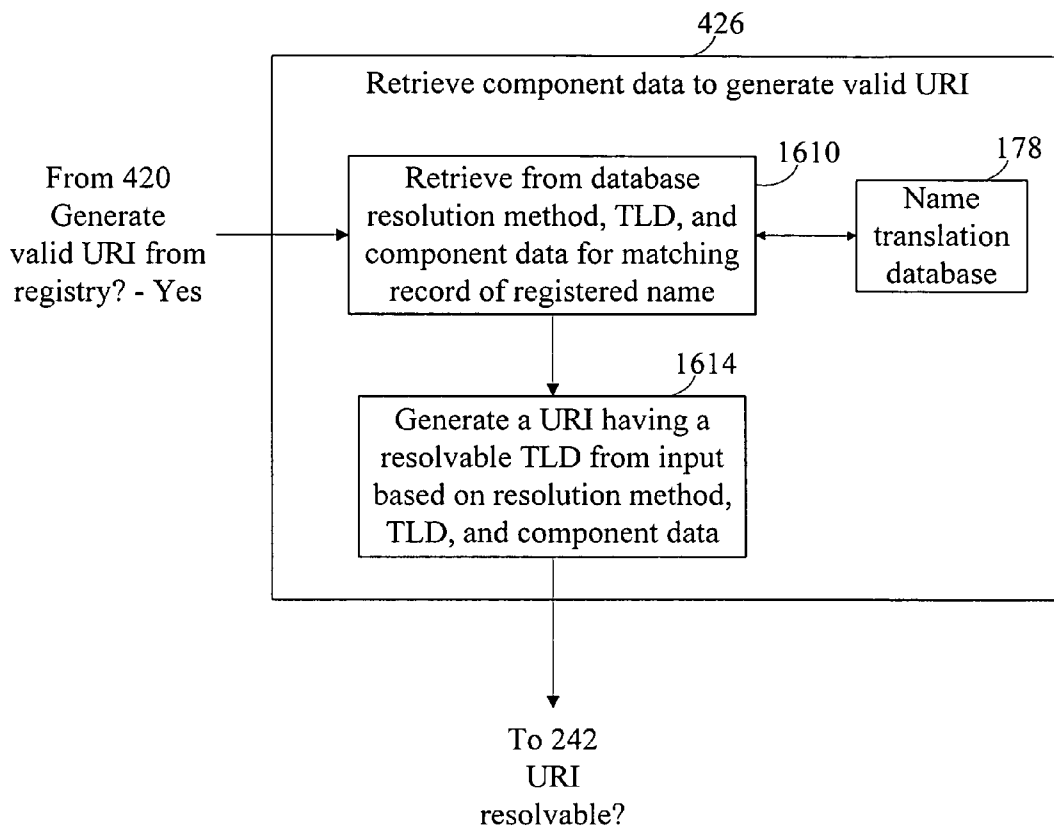 426
Retrieve component data to generate valid URI
From 420
Generate
valid URI from
registry? - Yes
1610
Retrieve from database
resolution method, TLD, and
component data for matching
record of registered name
178
Name
translation
database
1614
Generate a URI having a
resolvable TLD from input
based on resolution method,
TLD, and component data
To 242
URI
resolvable?